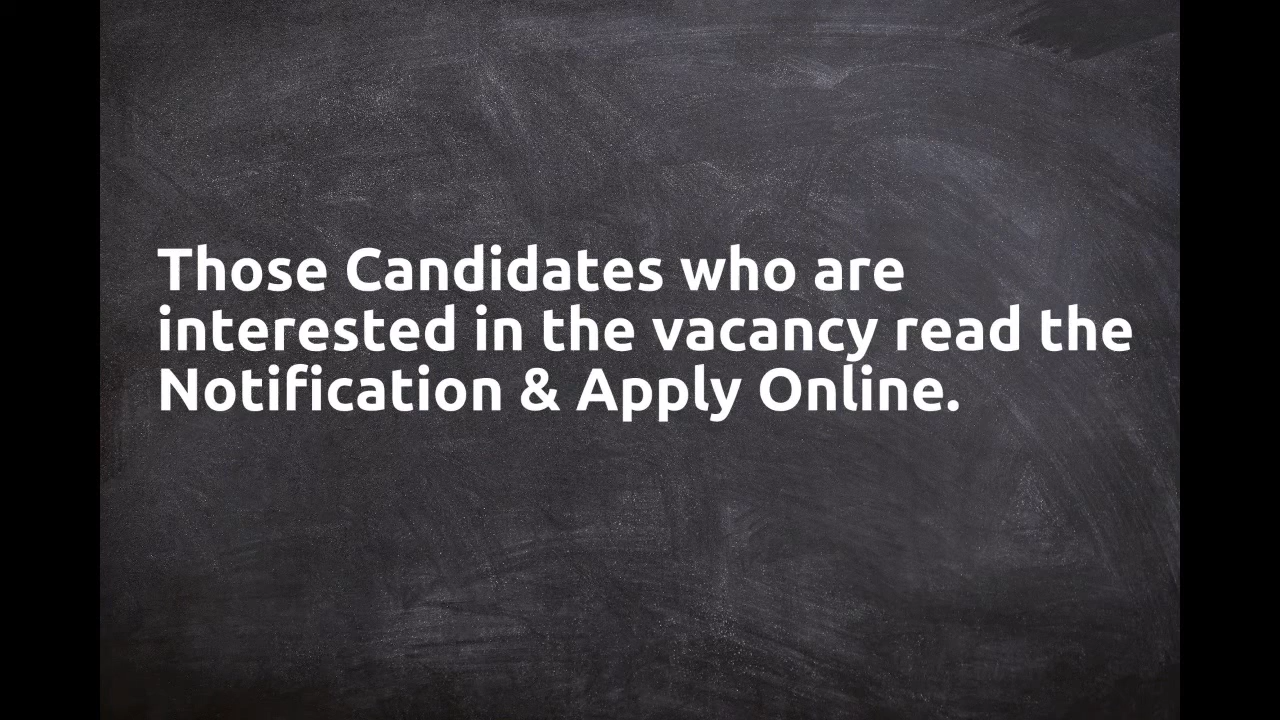 Those Candidates who are
interested in the vacancy read the
Notification & Apply Online.